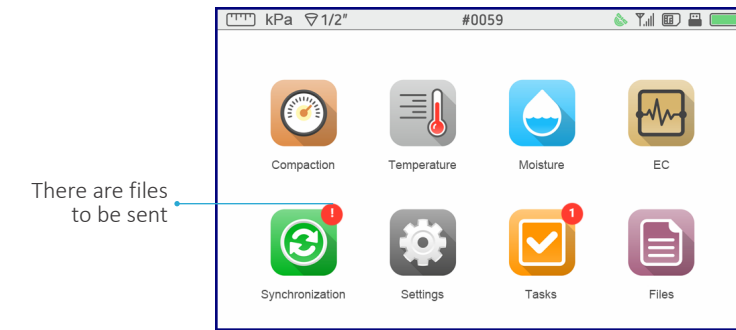 kPa 1/2" #0059
Compaction Temperature Moisture EC
There are files
to be sent
! 1
Synchronization Settings Tasks Files